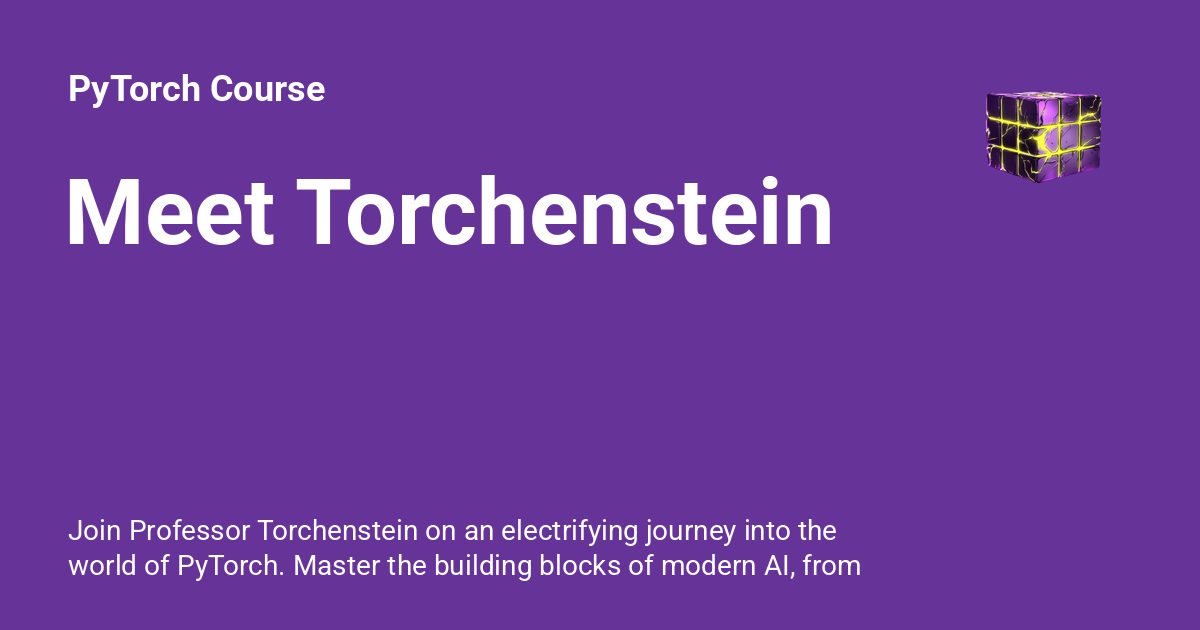 PyTorch Course
Meet Torchenstein
Join Professor Torchenstein on an electrifying journey into the
world of PyTorch. Master the building blocks of modern AI, from